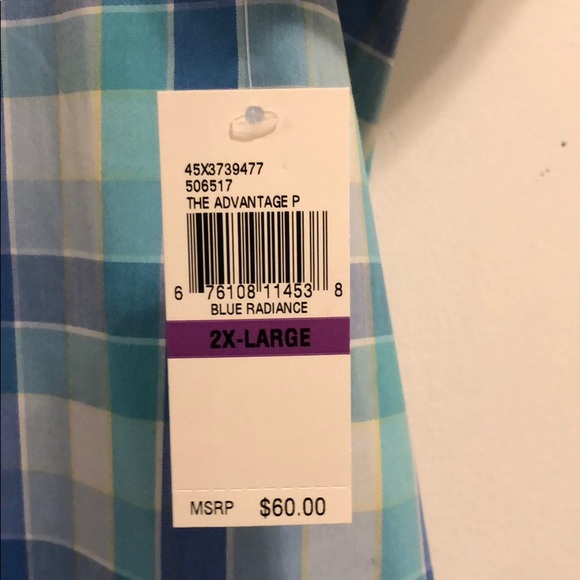 45X3739477
506517
THE ADVANTAGE P
6 76108 11453 8
BLUE RADIANCE
2X-LARGE
MSRP $60.00